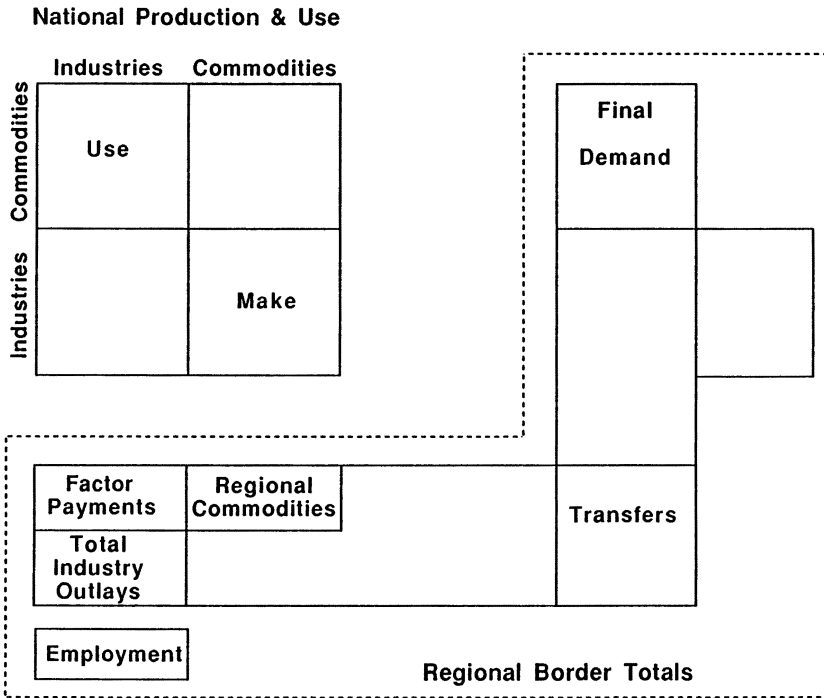 National Production & Use
Industries Commodities
Commodities
Use
Final
Demand
Industries
Make
Factor
Payments
Regional
Commodities
Transfers
Total
Industry
Outlays
Employment
Regional Border Totals